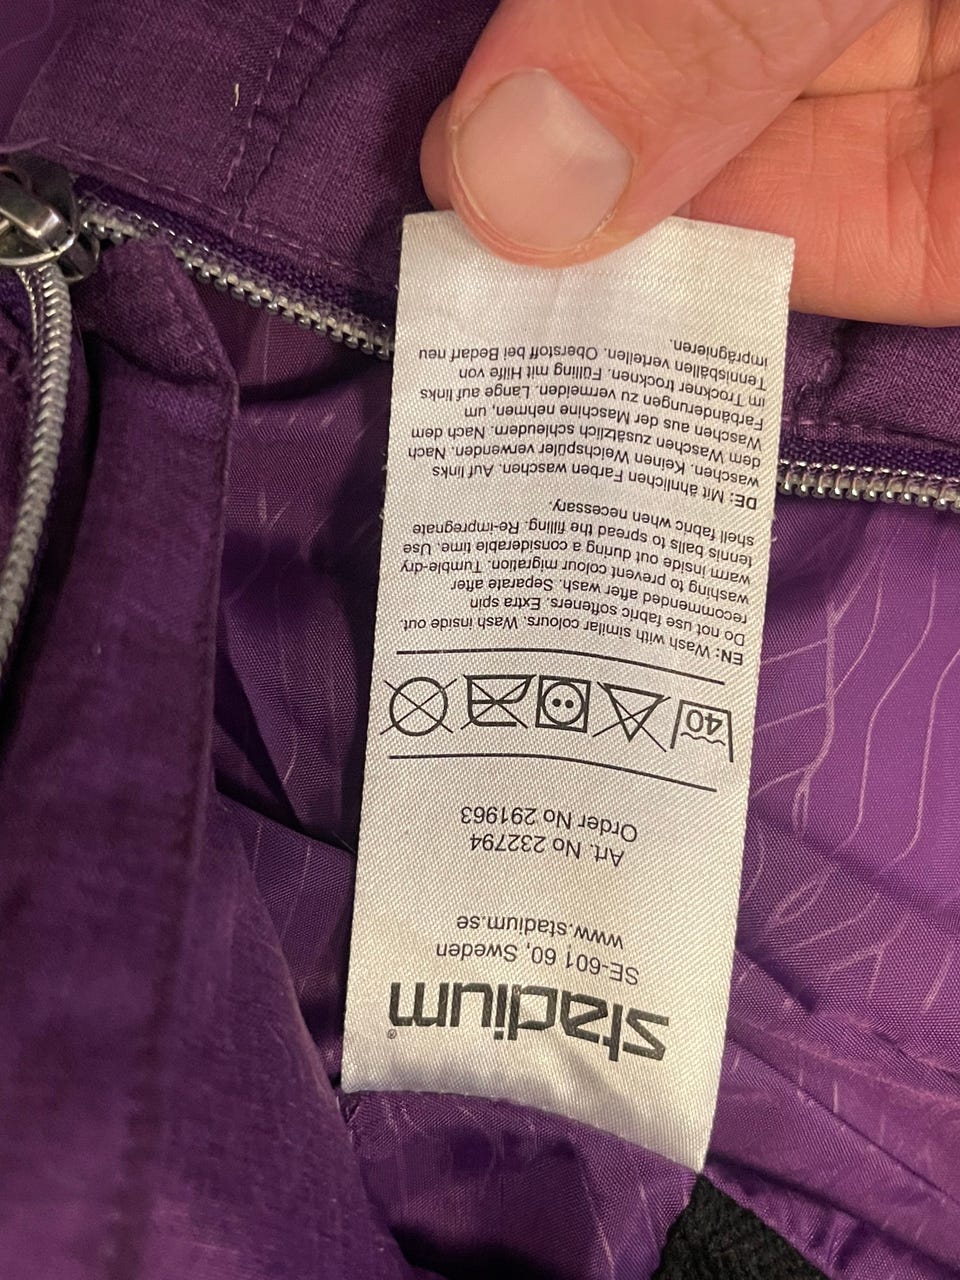 stadium®
SE-601 60, Sweden
www.stadium.se
Art. No 232794
Order No 291963
40
EN: Wash with similar colours. Wash inside out.
Do not use fabric softeners. Extra spin
recommended after wash. Separate after
washing to prevent colour migration. Tumble-dry
warm inside out during a considerable time. Use
tennis balls to spread the filling. Re-impregnate
shell fabric when necessary.
DE: Mit ähnlichen Farben waschen. Auf links
waschen. Keinen Weichspüler verwenden. Nach
dem Waschen zusätzlich schleudern. Nach dem
Waschen aus der Maschine nehmen, um
Farbänderungen zu vermeiden. Lange auf links
im Trockner trocknen. Füllung mit Hilfe von
Tennisbällen verteilen. Oberstoff bei Bedarf neu
imprägnieren.